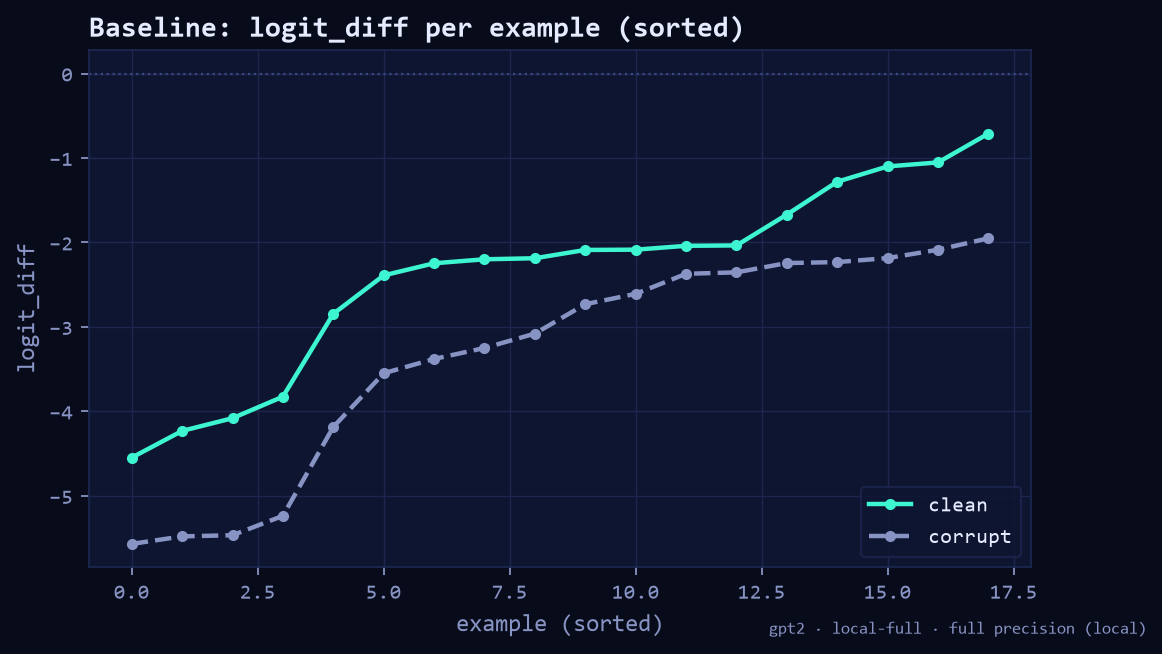 Baseline: logit_diff per example (sorted)
0
−1
−2
−3
−4
−5
logit_diff
clean
corrupt
0.0 2.5 5.0 7.5 10.0 12.5 15.0 17.5
example (sorted)
gpt2 · local-full · full precision (local)